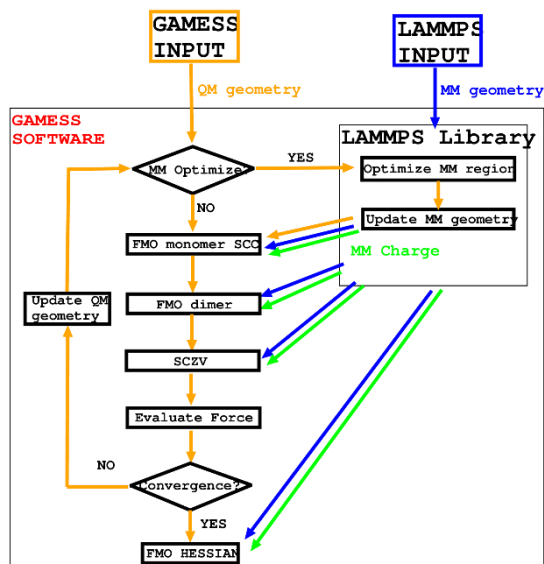 GAMESS
INPUT
LAMMPS
INPUT
QM geometry
MM geometry
GAMESS
SOFTWARE
LAMMPS Library
MM Optimize?
YES
Optimize MM region
NO
Update MM geometry
FMO monomer SCC
MM Charge
Update QM
geometry
FMO dimer
SCZV
Evaluate Force
NO
Convergence?
YES
FMO HESSIAN